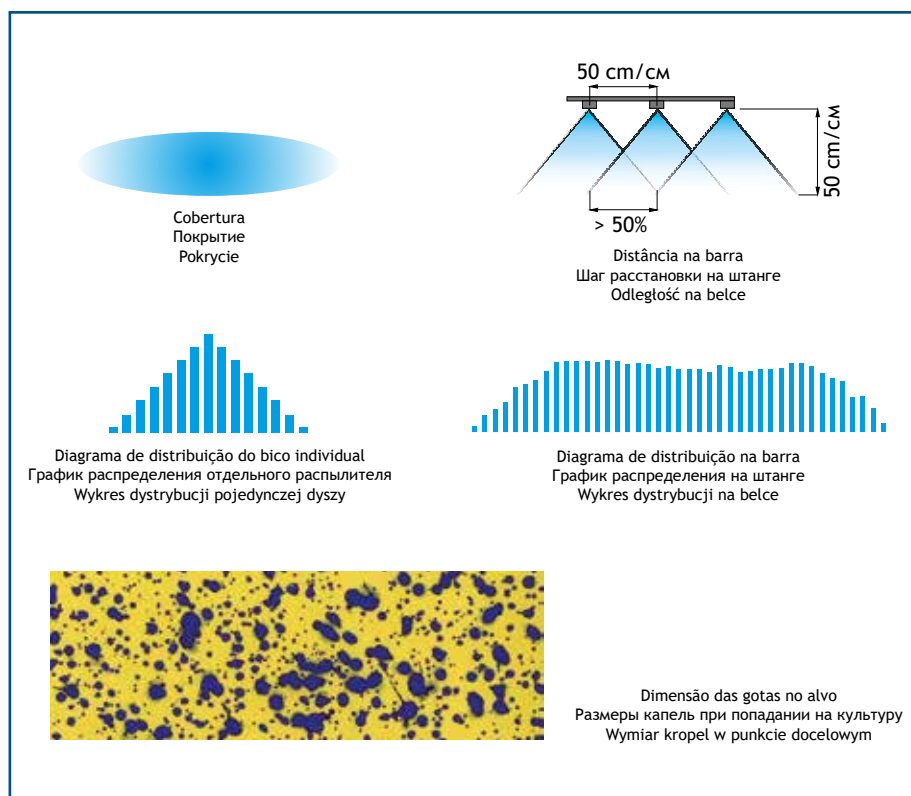 50 cm/см
50 cm/см
> 50%
Cobertura
Покрытие
Pokrycie
Distância na barra
Шаг расстановки на штанге
Odległość na belce
Diagrama de distribuição do bico individual
График распределения отдельного распылителя
Wykres dystrybucji pojedynczej dyszy
Diagrama de distribuição na barra
График распределения на штанге
Wykres dystrybucji na belce
Dimensão das gotas no alvo
Размеры капель при попадании на культуру
Wymiar kropel w punkcie docelowym